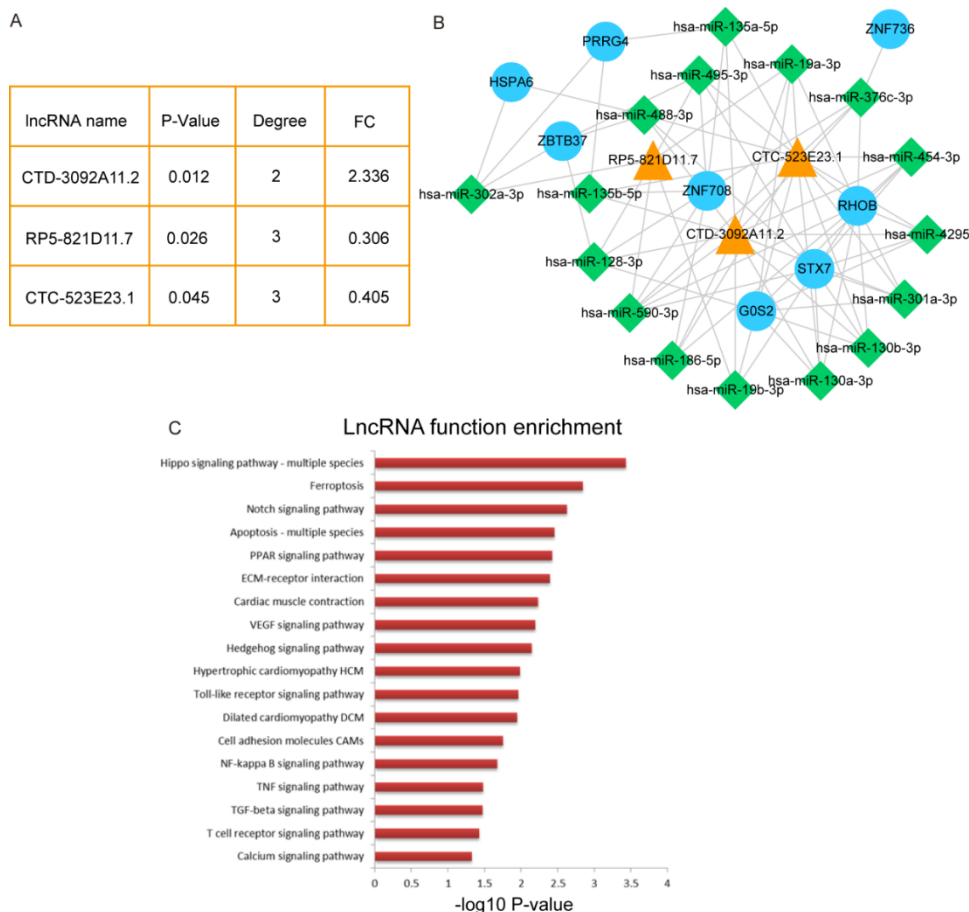 A
lncRNA name P-Value Degree FC
CTD-3092A11.2 0.012 2 2.336
RP5-821D11.7 0.026 3 0.306
CTC-523E23.1 0.045 3 0.405
B
hsa-miR-135a-5p
ZNF736
PRRG4
hsa-miR-19a-3p
hsa-miR-495-3p
HSPA6
hsa-miR-376c-3p
hsa-miR-488-3p
ZBTB37
RP5-821D11.7
CTC-523E23.1
hsa-miR-454-3p
hsa-miR-302a-3p
hsa-miR-135b-5p
ZNF708
RHOB
CTD-3092A11.2
hsa-miR-4295
hsa-miR-128-3p
STX7
hsa-miR-301a-3p
hsa-miR-590-3p
G0S2
hsa-miR-130b-3p
hsa-miR-186-5p
hsa-miR-19b-3p
hsa-miR-130a-3p
C
LncRNA function enrichment
Hippo signaling pathway - multiple species
Ferroptosis
Notch signaling pathway
Apoptosis - multiple species
PPAR signaling pathway
ECM-receptor interaction
Cardiac muscle contraction
VEGF signaling pathway
Hedgehog signaling pathway
Hypertrophic cardiomyopathy HCM
Toll-like receptor signaling pathway
Dilated cardiomyopathy DCM
Cell adhesion molecules CAMs
NF-kappa B signaling pathway
TNF signaling pathway
TGF-beta signaling pathway
T cell receptor signaling pathway
Calcium signaling pathway
0 0.5 1 1.5 2 2.5 3 3.5 4
-log10 P-value